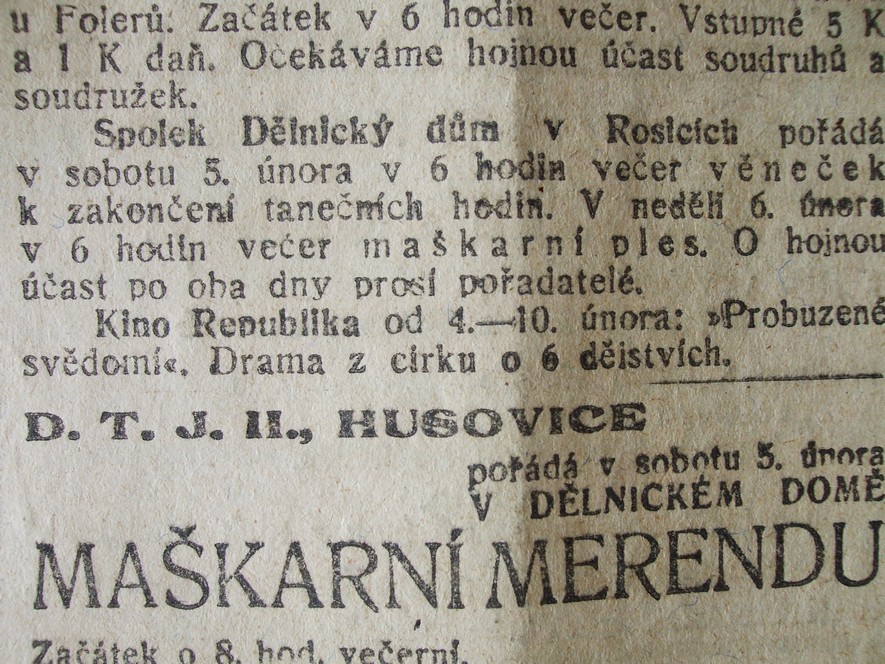 u Folerů. Začátek v 6 hodin večer. Vstupné 5 K
a 1 K daň. Očekáváme hojnou účast soudruhů a
soudružek.
Spolek Dělnický dům v Rosicích pořádá
v sobotu 5. února v 6 hodin večer věneček
k zakončení tanečních hodin. V neděli 6. února
v 6 hodin večer maškarní ples. O hojnou
účast po oba dny prosí pořadatelé.
Kino Republika od 4.—10. února: »Probuzené
svědomí«. Drama z cirku o 6 dějstvích.
D. T. J. II., HUSOVICE
pořádá v sobotu 5. února
V DĚLNICKÉM DOMĚ
MAŠKARNÍ MERENDU
Začátek o 8. hod. večerní.